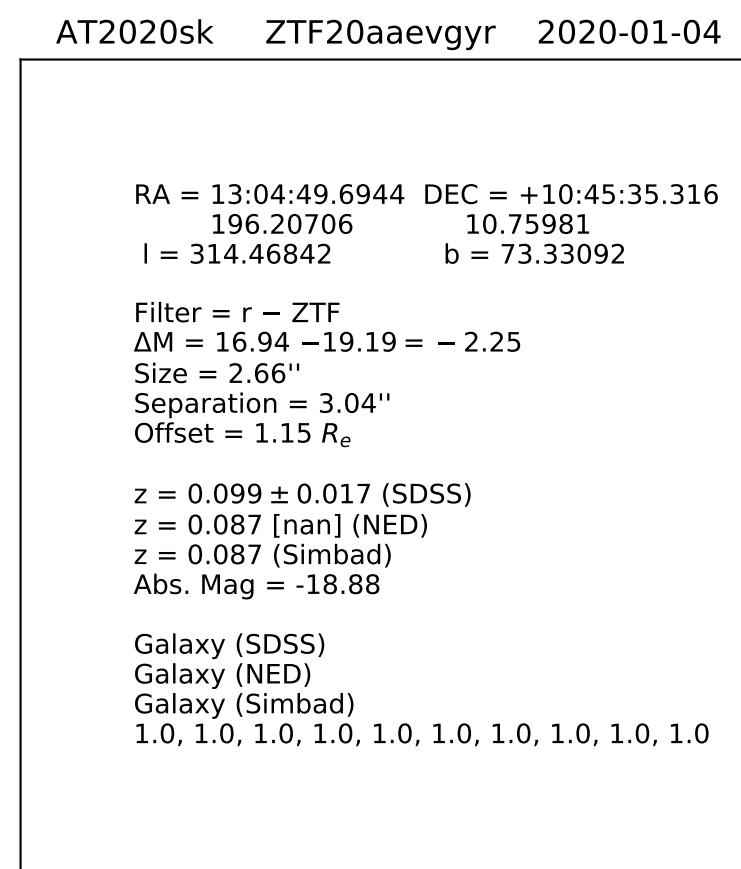 AT2020sk ZTF20aaevgyr 2020-01-04
RA = 13:04:49.6944 DEC = +10:45:35.316
196.20706 10.75981
l = 314.46842 b = 73.33092
Filter = r − ZTF
ΔM = 16.94 −19.19 = − 2.25
Size = 2.66''
Separation = 3.04''
Offset = 1.15 Re
z = 0.099 ± 0.017 (SDSS)
z = 0.087 [nan] (NED)
z = 0.087 (Simbad)
Abs. Mag = -18.88
Galaxy (SDSS)
Galaxy (NED)
Galaxy (Simbad)
1.0, 1.0, 1.0, 1.0, 1.0, 1.0, 1.0, 1.0, 1.0, 1.0